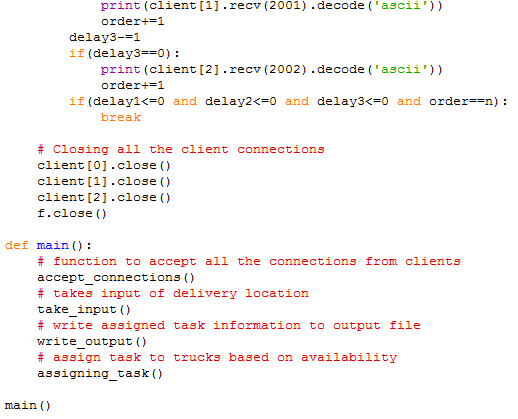 print(client[1].recv(2001).decode('ascii'))
            order+=1
        delay3-=1
        if(delay3==0):
            print(client[2].recv(2002).decode('ascii'))
            order+=1
        if(delay1<=0 and delay2<=0 and delay3<=0 and order==n):
            break

    # Closing all the client connections
    client[0].close()
    client[1].close()
    client[2].close()
    f.close()

def main():
    # function to accept all the connections from clients
    accept_connections()
    # takes input of delivery location
    take_input()
    # write assigned task information to output file
    write_output()
    # assign task to trucks based on availability
    assigning_task()

main()